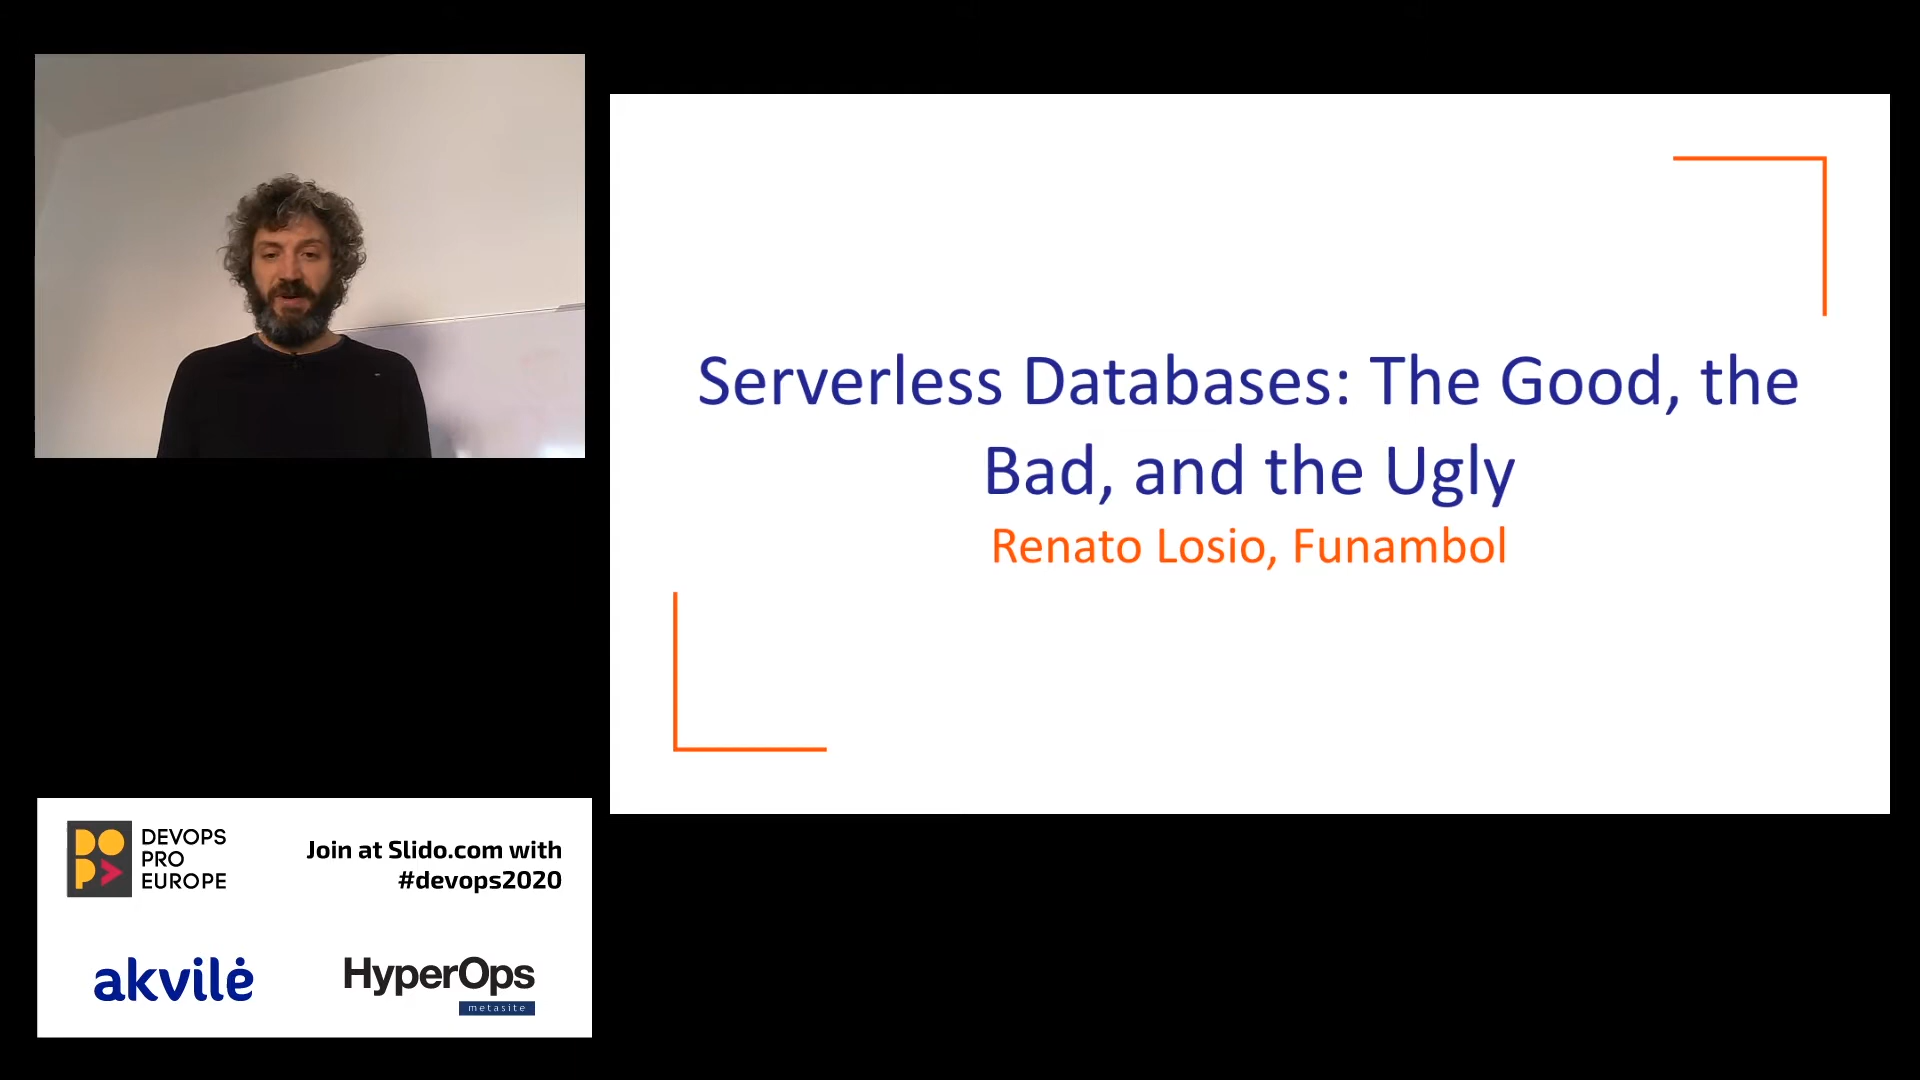 Serverless Databases: The Good, the
Bad, and the Ugly
Renato Losio, Funambol
DEVOPS
PRO
EUROPE
Join at Slido.com with
#devops2020
akvilė
HyperOps
metasite